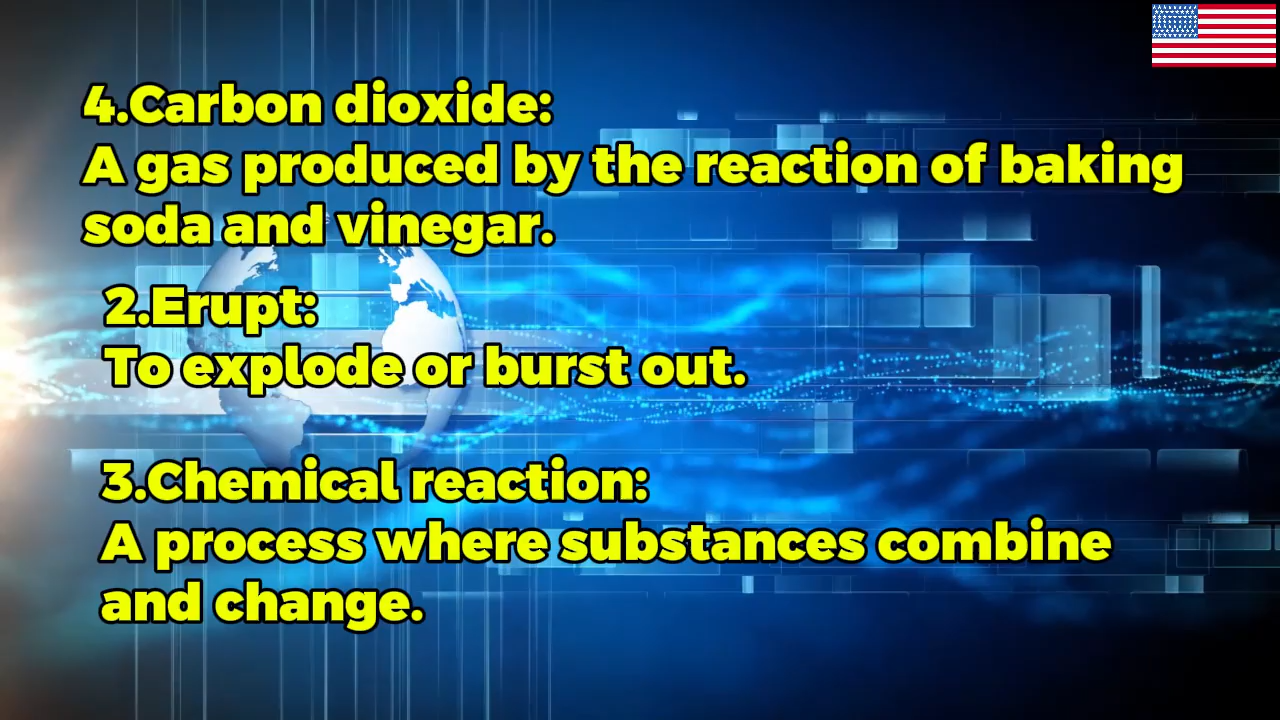 4.Carbon dioxide:
A gas produced by the reaction of baking
soda and vinegar.
2.Erupt:
To explode or burst out.
3.Chemical reaction:
A process where substances combine
and change.